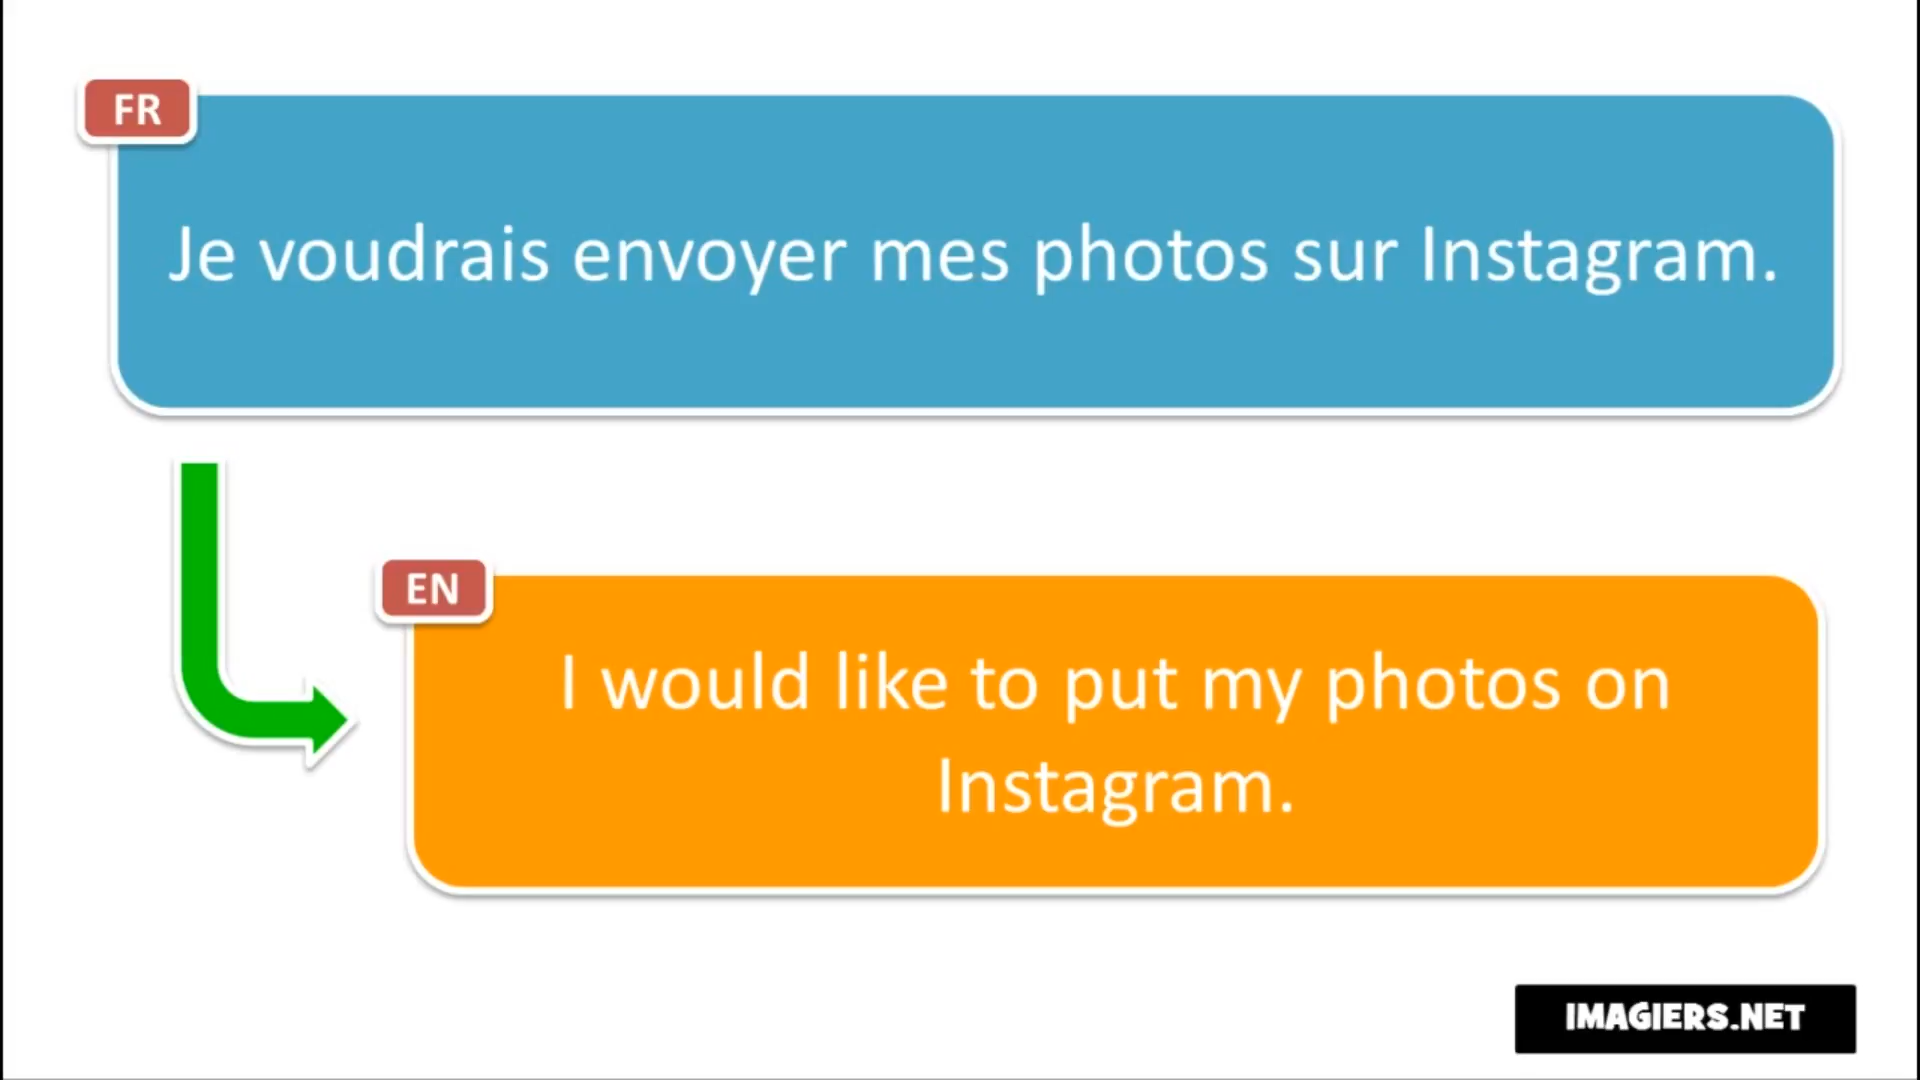 FR
Je voudrais envoyer mes photos sur Instagram.
EN
I would like to put my photos on
Instagram.
IMAGIERS.NET